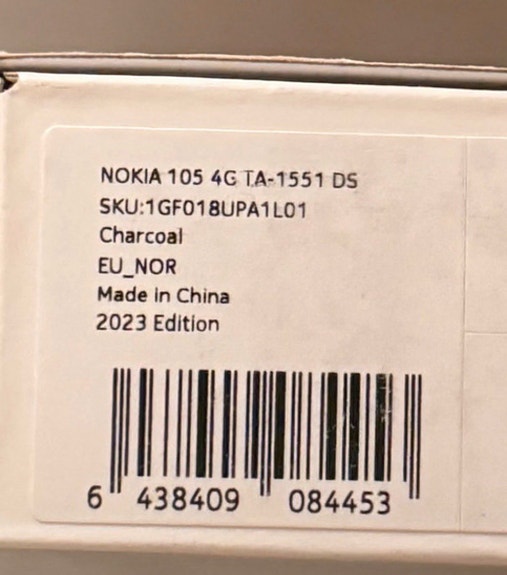 NOKIA 105 4G TA-1551 DS
SKU:1GF018UPA1L01
Charcoal
EU_NOR
Made in China
2023 Edition
6 438409 084453